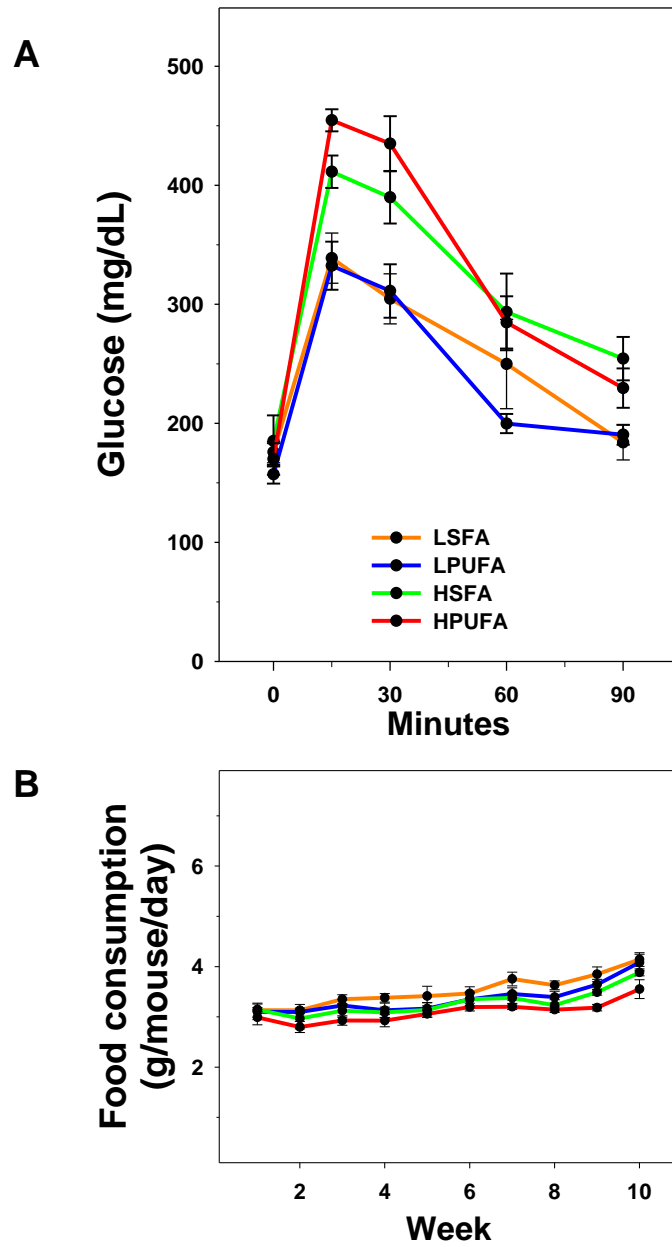 A
Glucose (mg/dL)
500
400
300
200
100
0
LSFA
LPUFA
HSFA
HPUFA
0 30 60 90
Minutes
B
Food consumption
(g/mouse/day)
6
4
2
2 4 6 8 10
Week